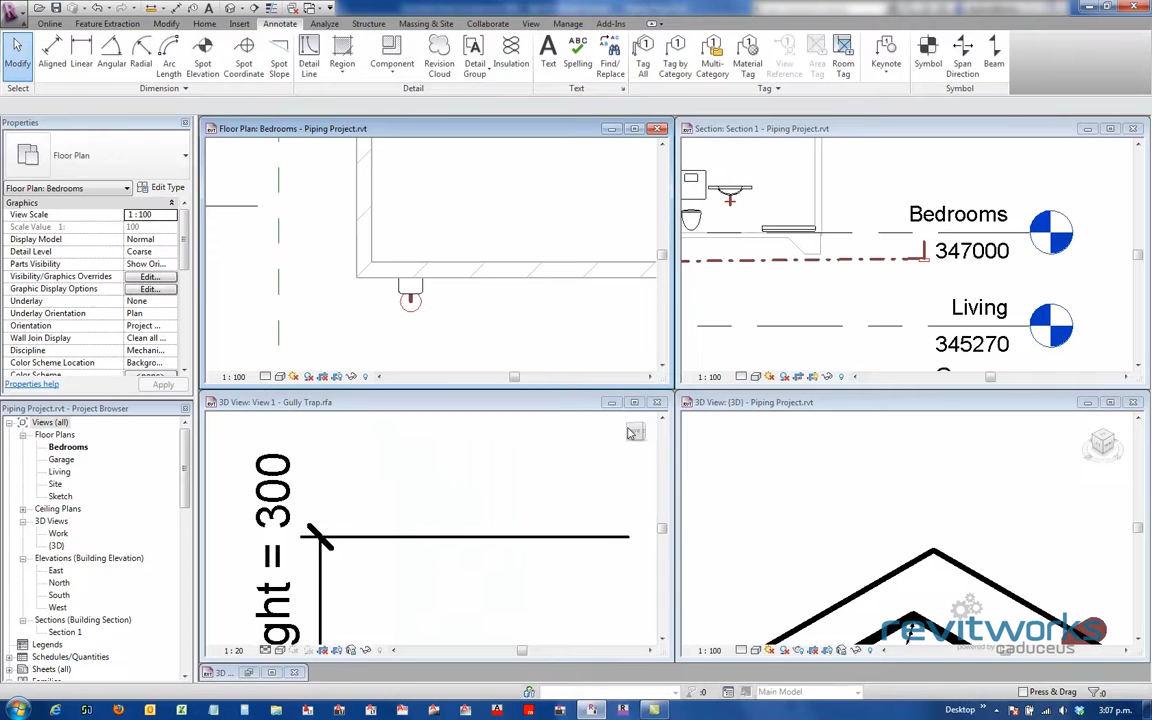 Online Feature Extraction Modify Home Insert Annotate Analyze Structure Massing & Site Collaborate View Manage Add-Ins
Modify Aligned Linear Angular Radial Arc Length Spot Elevation Spot Coordinate Spot Slope Detail Line Region Component Revision Cloud Detail Group Insulation Text Spelling Find/ Replace Tag All Tag by Category Multi- Category Material Tag View Reference Area Tag Room Tag Keynote Symbol Span Direction Beam
Select Dimension Detail Text Tag Symbol
Properties
Floor Plan
Floor Plan: Bedrooms Edit Type
Graphics
View Scale 1 : 100
Scale Value 1: 100
Display Model Normal
Detail Level Coarse
Parts Visibility Show Ori...
Visibility/Graphics Overrides Edit...
Graphic Display Options Edit...
Underlay None
Underlay Orientation Plan
Orientation Project ...
Wall Join Display Clean all ...
Discipline Mechani...
Color Scheme Location Backgro...
Color Scheme <none>
Properties help Apply
Piping Project.rvt - Project Browser
Views (all)
Floor Plans
Bedrooms
Garage
Living
Site
Sketch
Ceiling Plans
3D Views
Work
{3D}
Elevations (Building Elevation)
East
North
South
West
Sections (Building Section)
Section 1
Legends
Schedules/Quantities
Sheets (all)
Floor Plan: Bedrooms - Piping Project.rvt
1 : 100
Section: Section 1 - Piping Project.rvt
Bedrooms
347000
Living
345270
1 : 100
3D View: View 1 - Gully Trap.rfa
ght = 300
1 : 20
3D View: {3D} - Piping Project.rvt
revitworks
powered by caduceus
1 : 100
3D ...
:0 Main Model Press & Drag :0
Desktop 3:07 p.m.